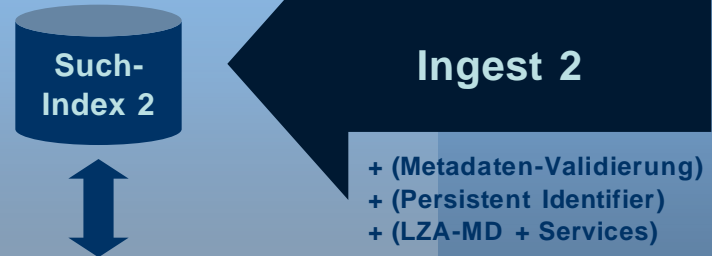 Such-
Index 2
Ingest 2
+ (Metadaten-Validierung)
+ (Persistent Identifier)
+ (LZA-MD + Services)